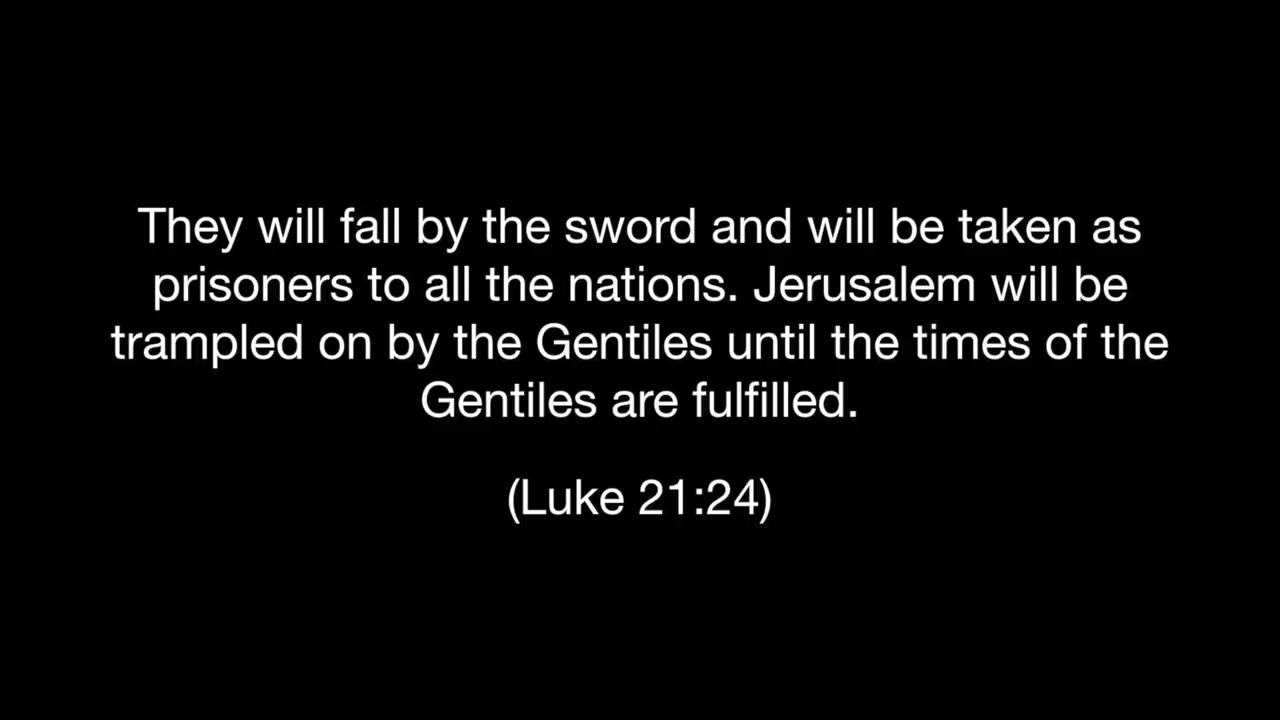 They will fall by the sword and will be taken as
prisoners to all the nations. Jerusalem will be
trampled on by the Gentiles until the times of the
Gentiles are fulfilled.
(Luke 21:24)